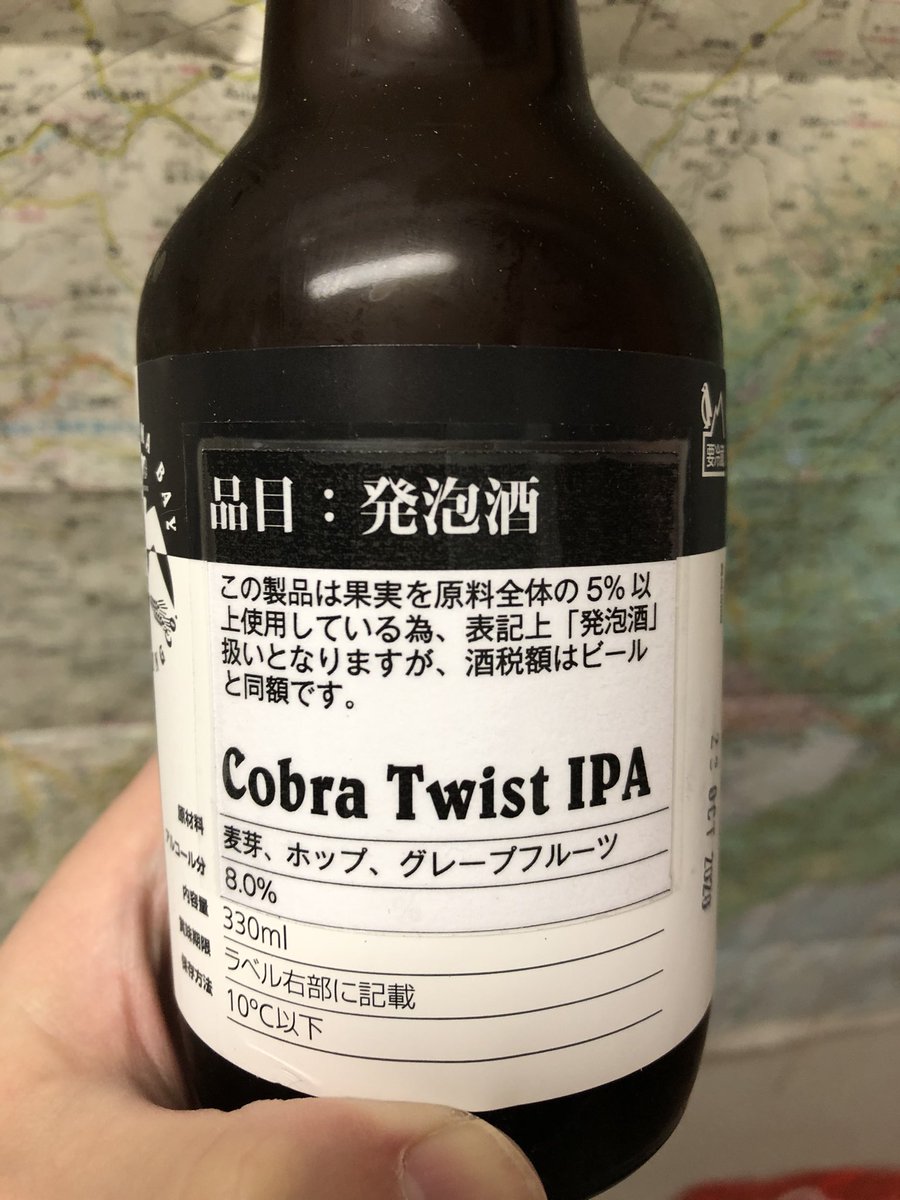 BAY
要冷蔵
品目：発泡酒
この製品は果実を原料全体の5%以
上使用している為、表記上「発泡酒」
扱いとなりますが、酒税額はビール
と同額です。
Cobra Twist IPA
原材料 麦芽、ホップ、グレープフルーツ
アルコール分 8.0%
内容量 330ml
賞味期限 ラベル右部に記載
保存方法 10℃以下
OCT 2020